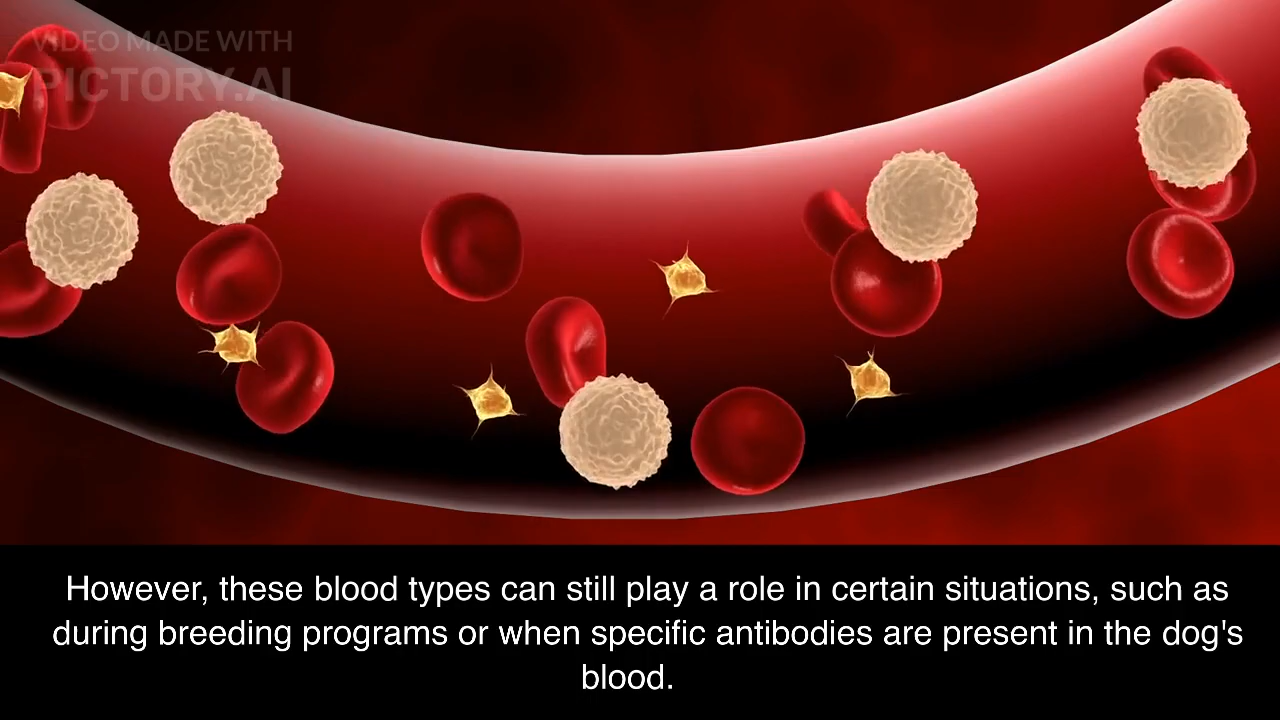 VIDEO MADE WITH
PICTORY.AI
However, these blood types can still play a role in certain situations, such as
during breeding programs or when specific antibodies are present in the dog's
blood.